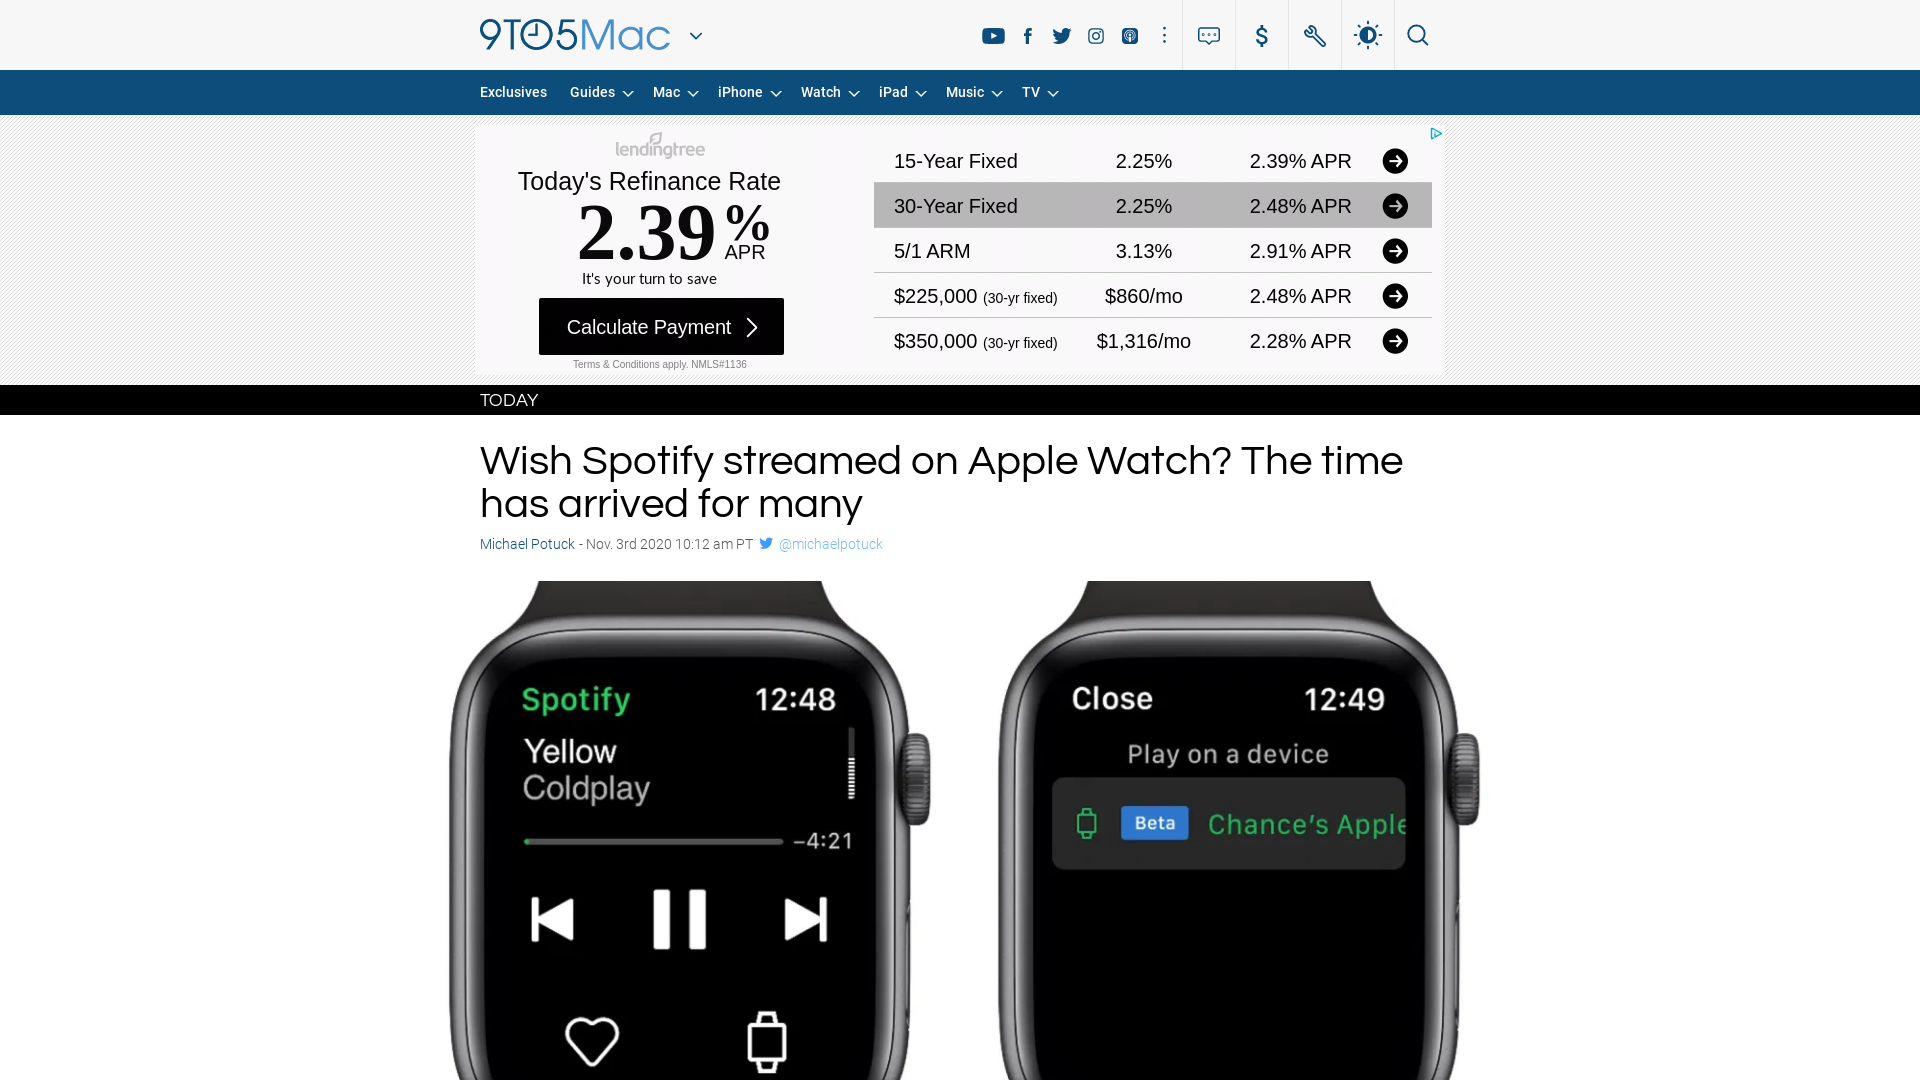 9TO5Mac
Exclusives Guides Mac iPhone Watch iPad Music TV
lendingtree
Today's Refinance Rate
2.39% APR
It's your turn to save
Calculate Payment
Terms & Conditions apply. NMLS#1136
15-Year Fixed 2.25% 2.39% APR
30-Year Fixed 2.25% 2.48% APR
5/1 ARM 3.13% 2.91% APR
$225,000 (30-yr fixed) $860/mo 2.48% APR
$350,000 (30-yr fixed) $1,316/mo 2.28% APR
TODAY
Wish Spotify streamed on Apple Watch? The time
has arrived for many
Michael Potuck - Nov. 3rd 2020 10:12 am PT @michaelpotuck
Spotify 12:48
Yellow
Coldplay
-4:21
Close 12:49
Play on a device
Beta Chance's Apple